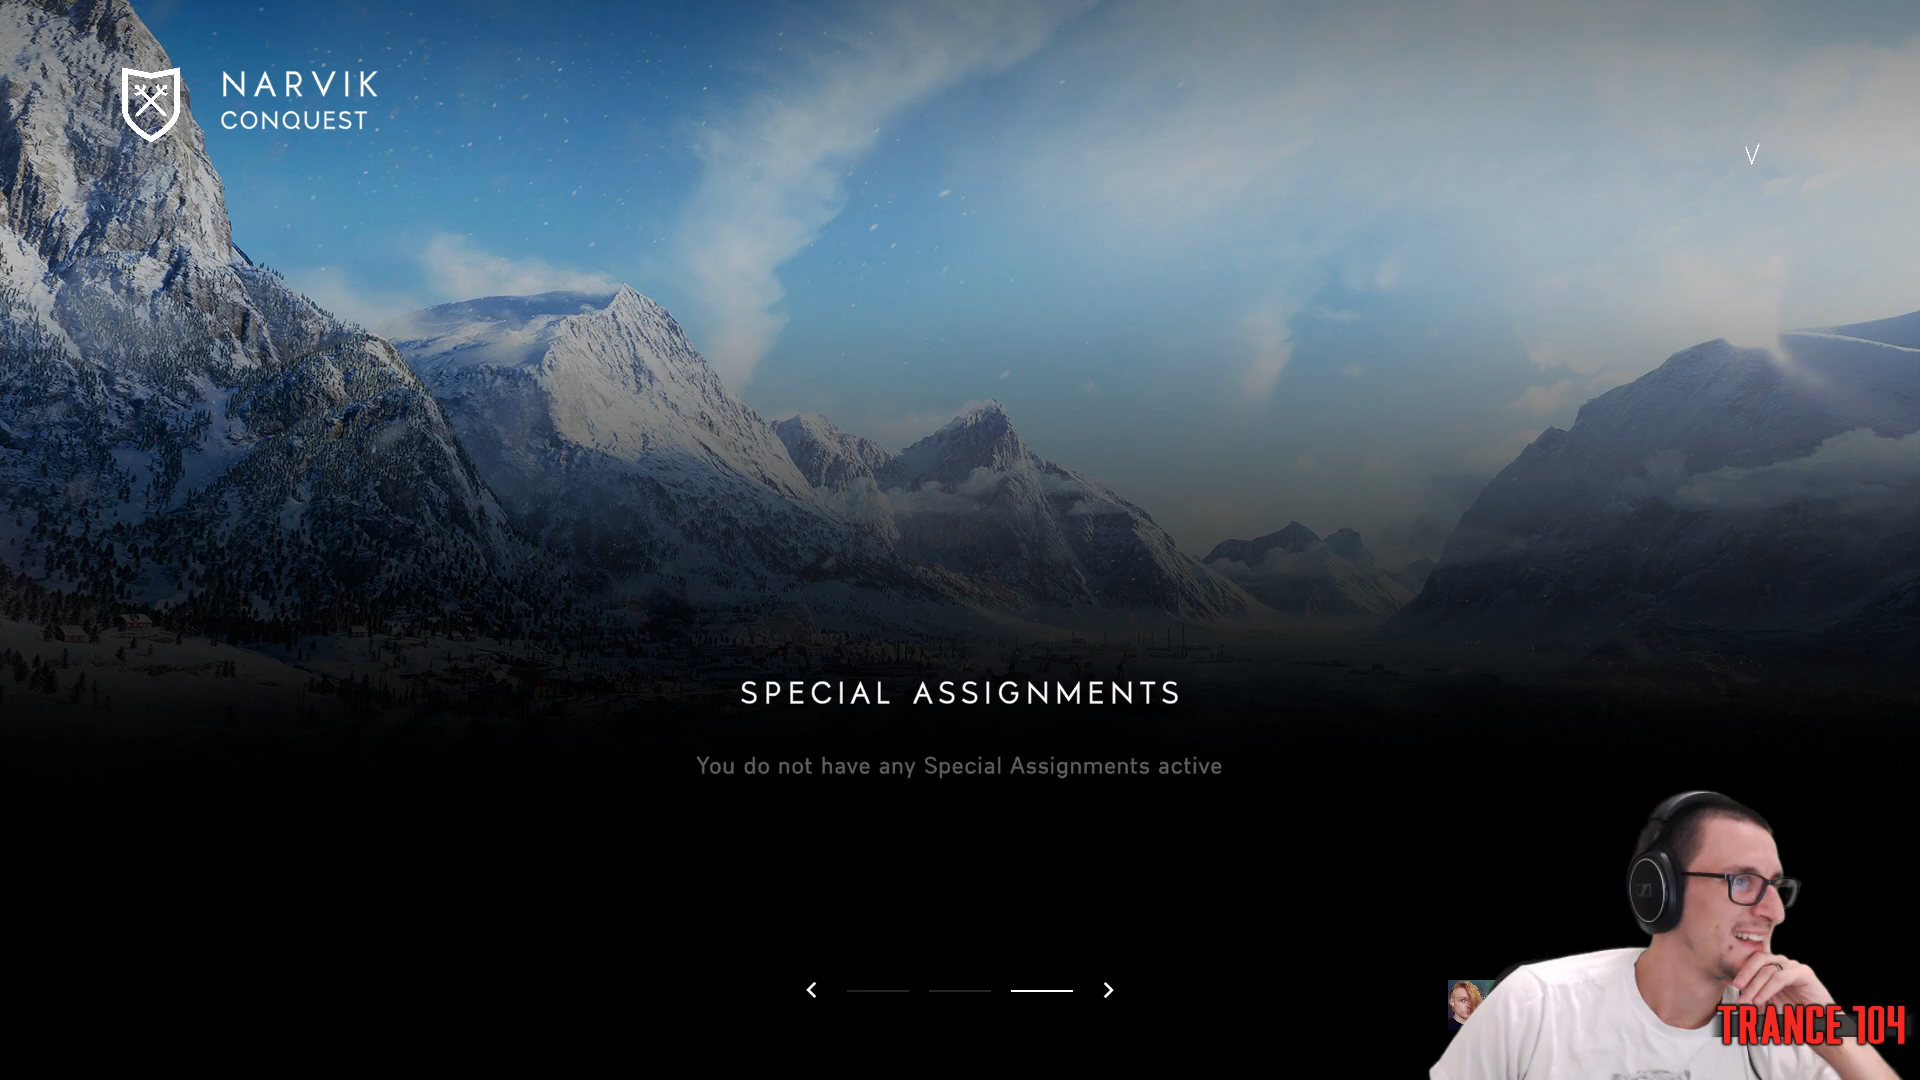 NARVIK
CONQUEST
V
SPECIAL ASSIGNMENTS
You do not have any Special Assignments active
TRANCE 104